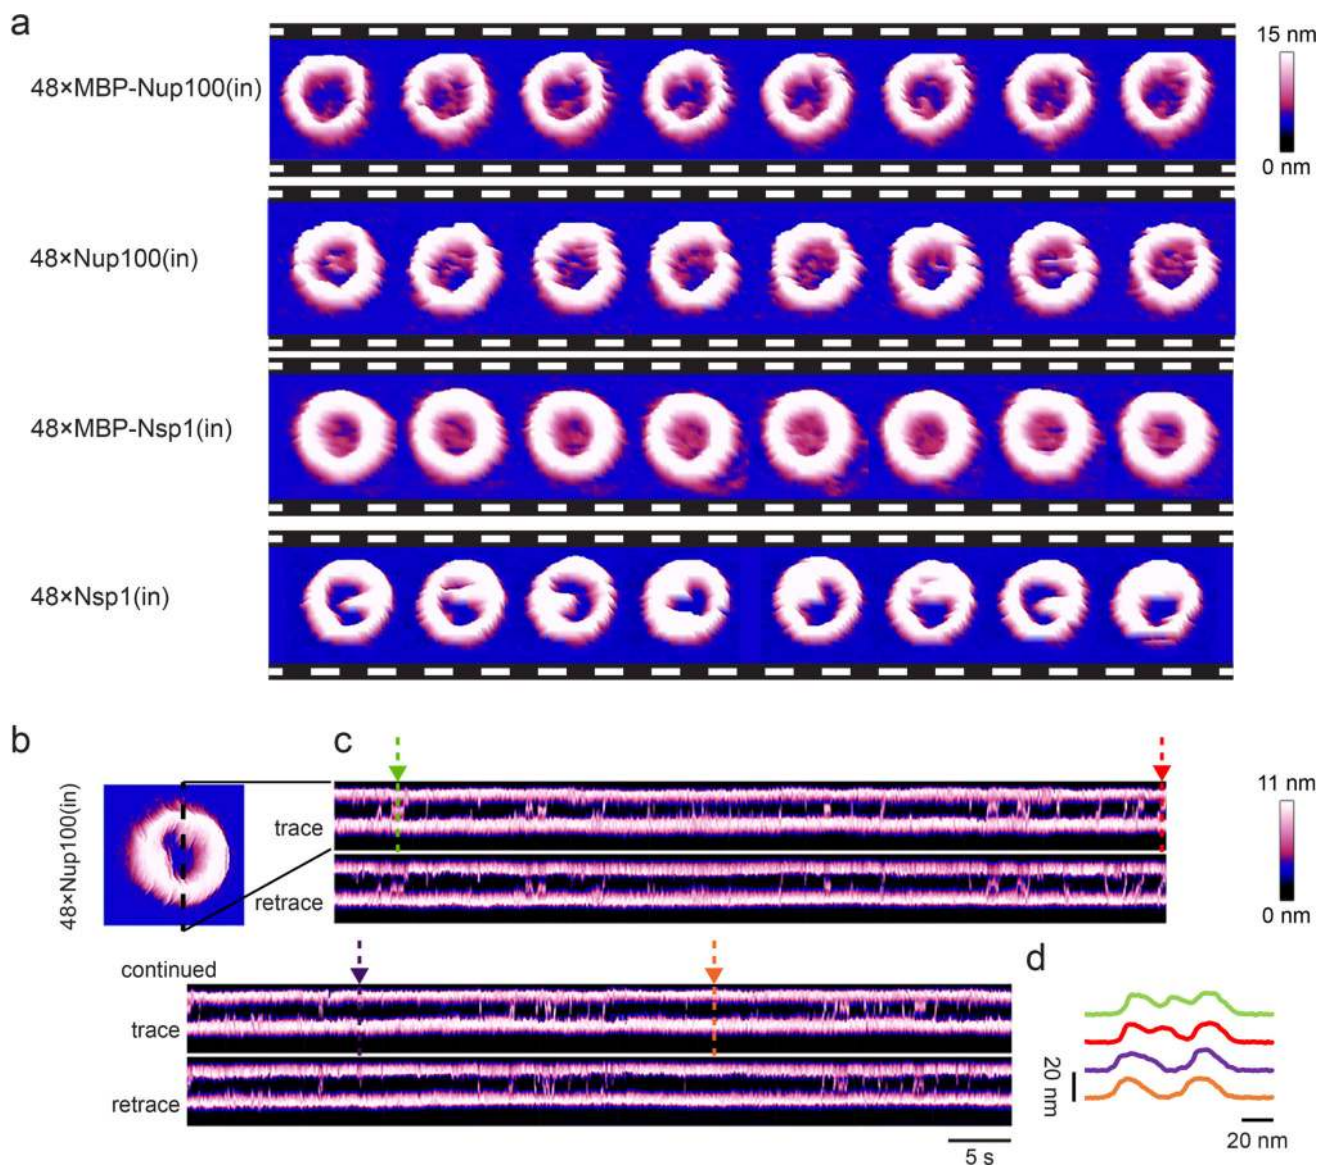 a
15 nm
48×MBP-Nup100(in)
0 nm
48×Nup100(in)
48×MBP-Nsp1(in)
48×Nsp1(in)
b
c
48×Nup100(in)
trace
retrace
11 nm
0 nm
continued
trace
retrace
5 s
d
20 nm
20 nm